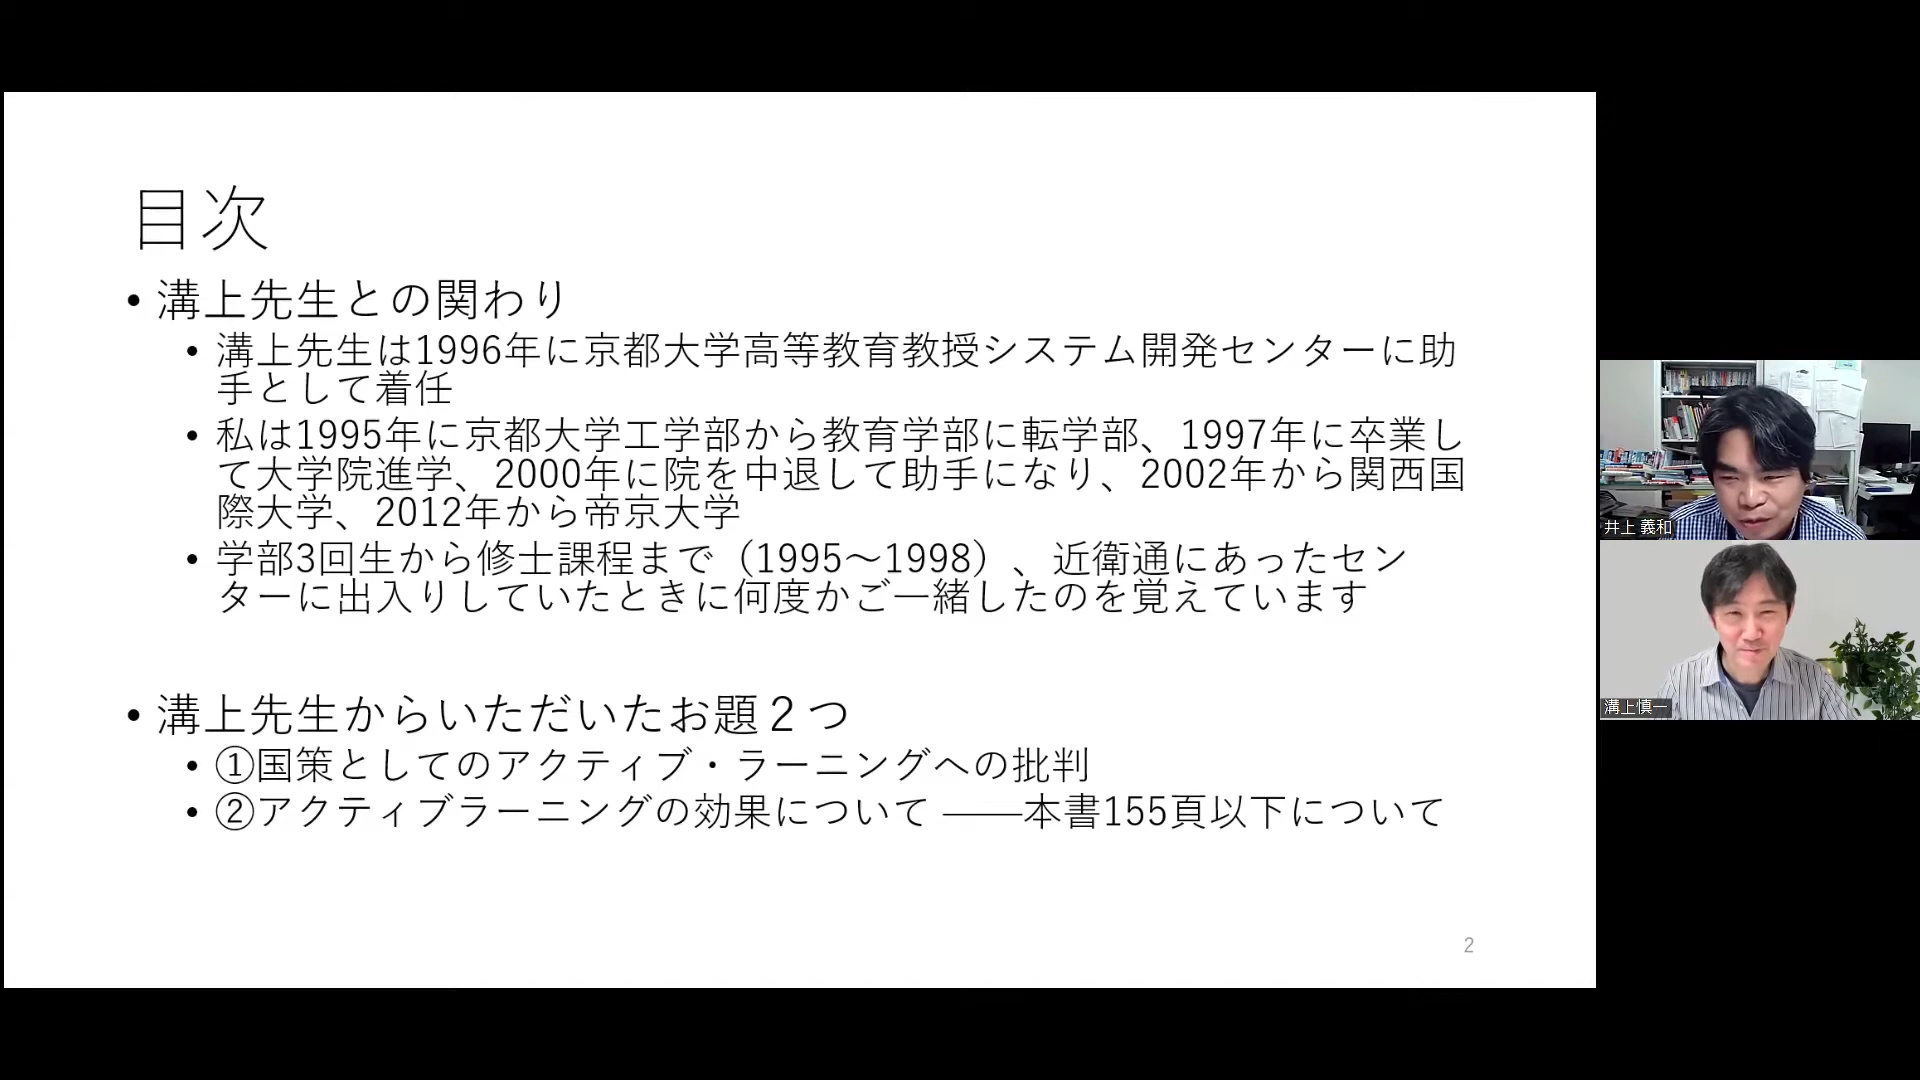 目次
• 溝上先生との関わり
• 溝上先生は1996年に京都大学高等教育教授システム開発センターに助
手として着任
• 私は1995年に京都大学工学部から教育学部に転学部、1997年に卒業し
て大学院進学、2000年に院を中退して助手になり、2002年から関西国
際大学、2012年から帝京大学
• 学部3回生から修士課程まで（1995～1998）、近衛通にあったセン
ターに出入りしていたときに何度かご一緒したのを覚えています
• 溝上先生からいただいたお題２つ
• ①国策としてのアクティブ・ラーニングへの批判
• ②アクティブラーニングの効果について ――本書155頁以下について
2
井上 義和
溝上慎一